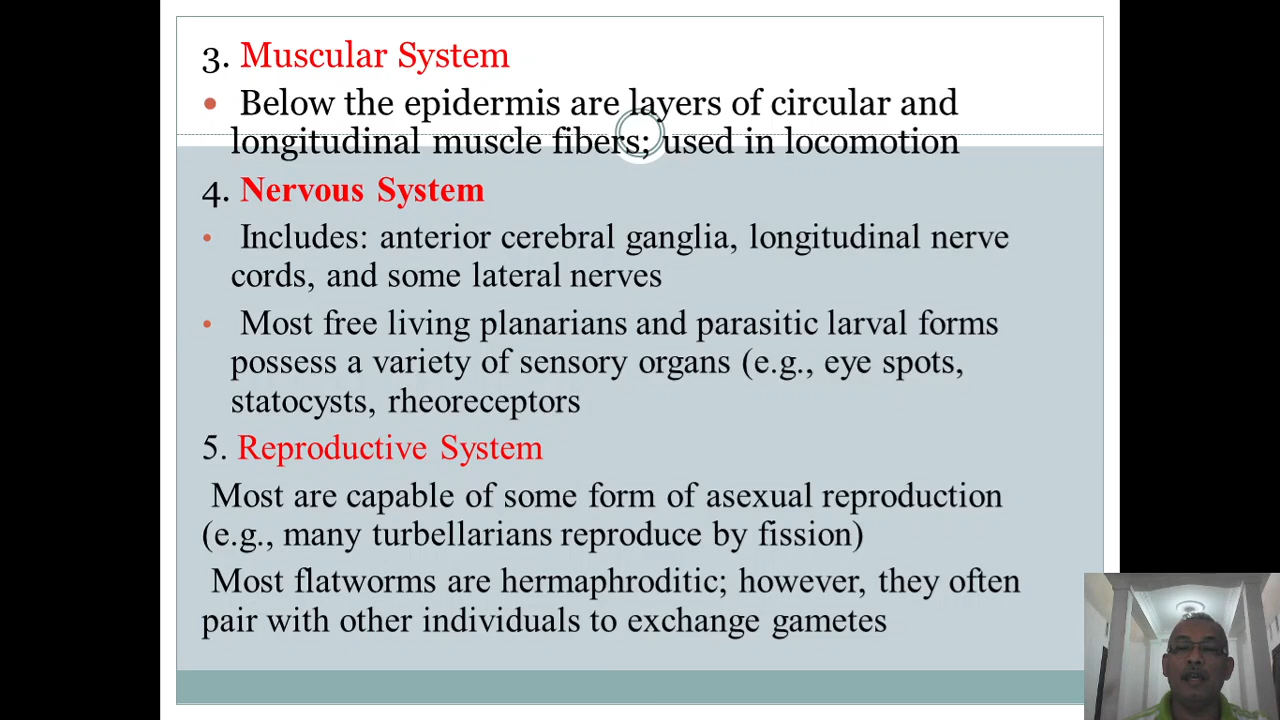 3. Muscular System
• Below the epidermis are layers of circular and
longitudinal muscle fibers; used in locomotion
4. Nervous System
• Includes: anterior cerebral ganglia, longitudinal nerve
cords, and some lateral nerves
• Most free living planarians and parasitic larval forms
possess a variety of sensory organs (e.g., eye spots,
statocysts, rheoreceptors
5. Reproductive System
Most are capable of some form of asexual reproduction
(e.g., many turbellarians reproduce by fission)
Most flatworms are hermaphroditic; however, they often
pair with other individuals to exchange gametes